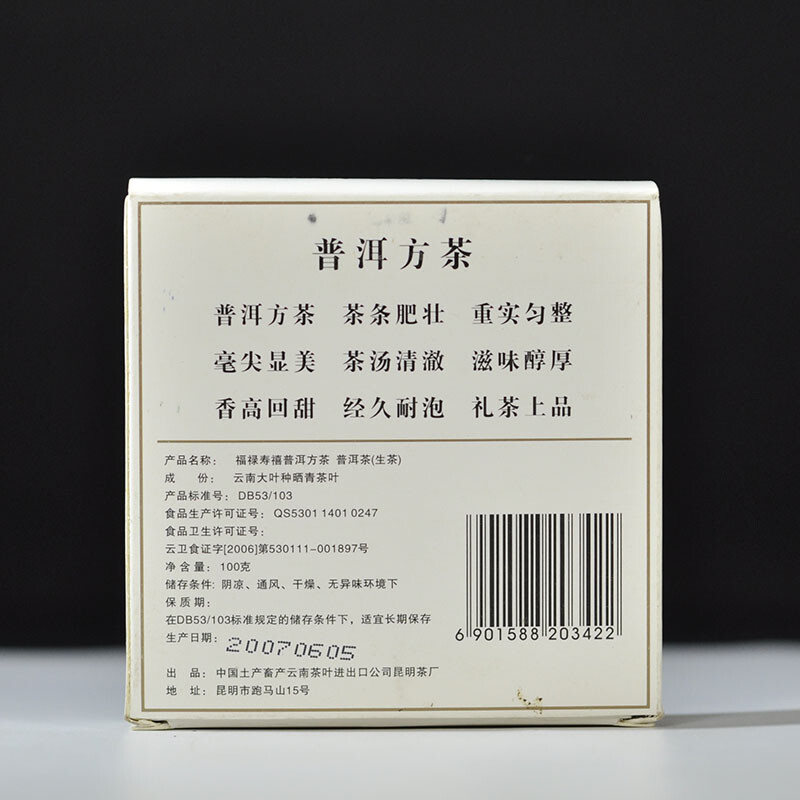 普洱方茶
普洱方茶 茶条肥壮 重实匀整
毫尖显美 茶汤清澈 滋味醇厚
香高回甜 经久耐泡 礼茶上品
产品名称: 福禄寿禧普洱方茶 普洱茶(生茶)
成 份: 云南大叶种晒青茶叶
产品标准号: DB53/103
食品生产许可证号: QS5301 1401 0247
食品卫生许可证号:
云卫食证字[2006]第530111-001897号
净含量: 100克
储存条件: 阴凉、通风、干燥、无异味环境下
保质期:
在DB53/103标准规定的储存条件下，适宜长期保存
生产日期: 20070605
出 品: 中国土产畜产云南茶叶进出口公司昆明茶厂
地 址: 昆明市跑马山15号
6 901588 203422